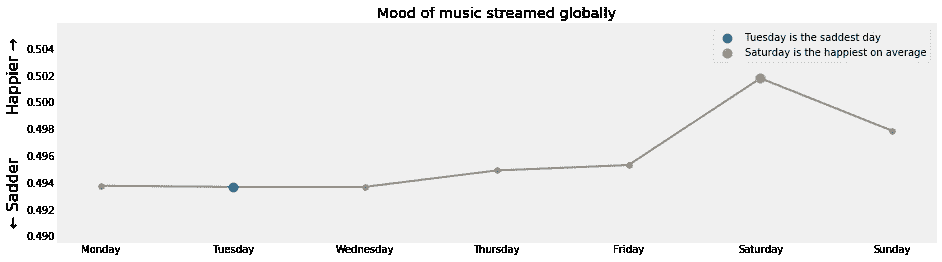 Mood of music streamed globally
Tuesday is the saddest day
Saturday is the happiest on average
← Sadder    Happier →
0.504
0.502
0.500
0.498
0.496
0.494
0.492
0.490
Monday Tuesday Wednesday Thursday Friday Saturday Sunday